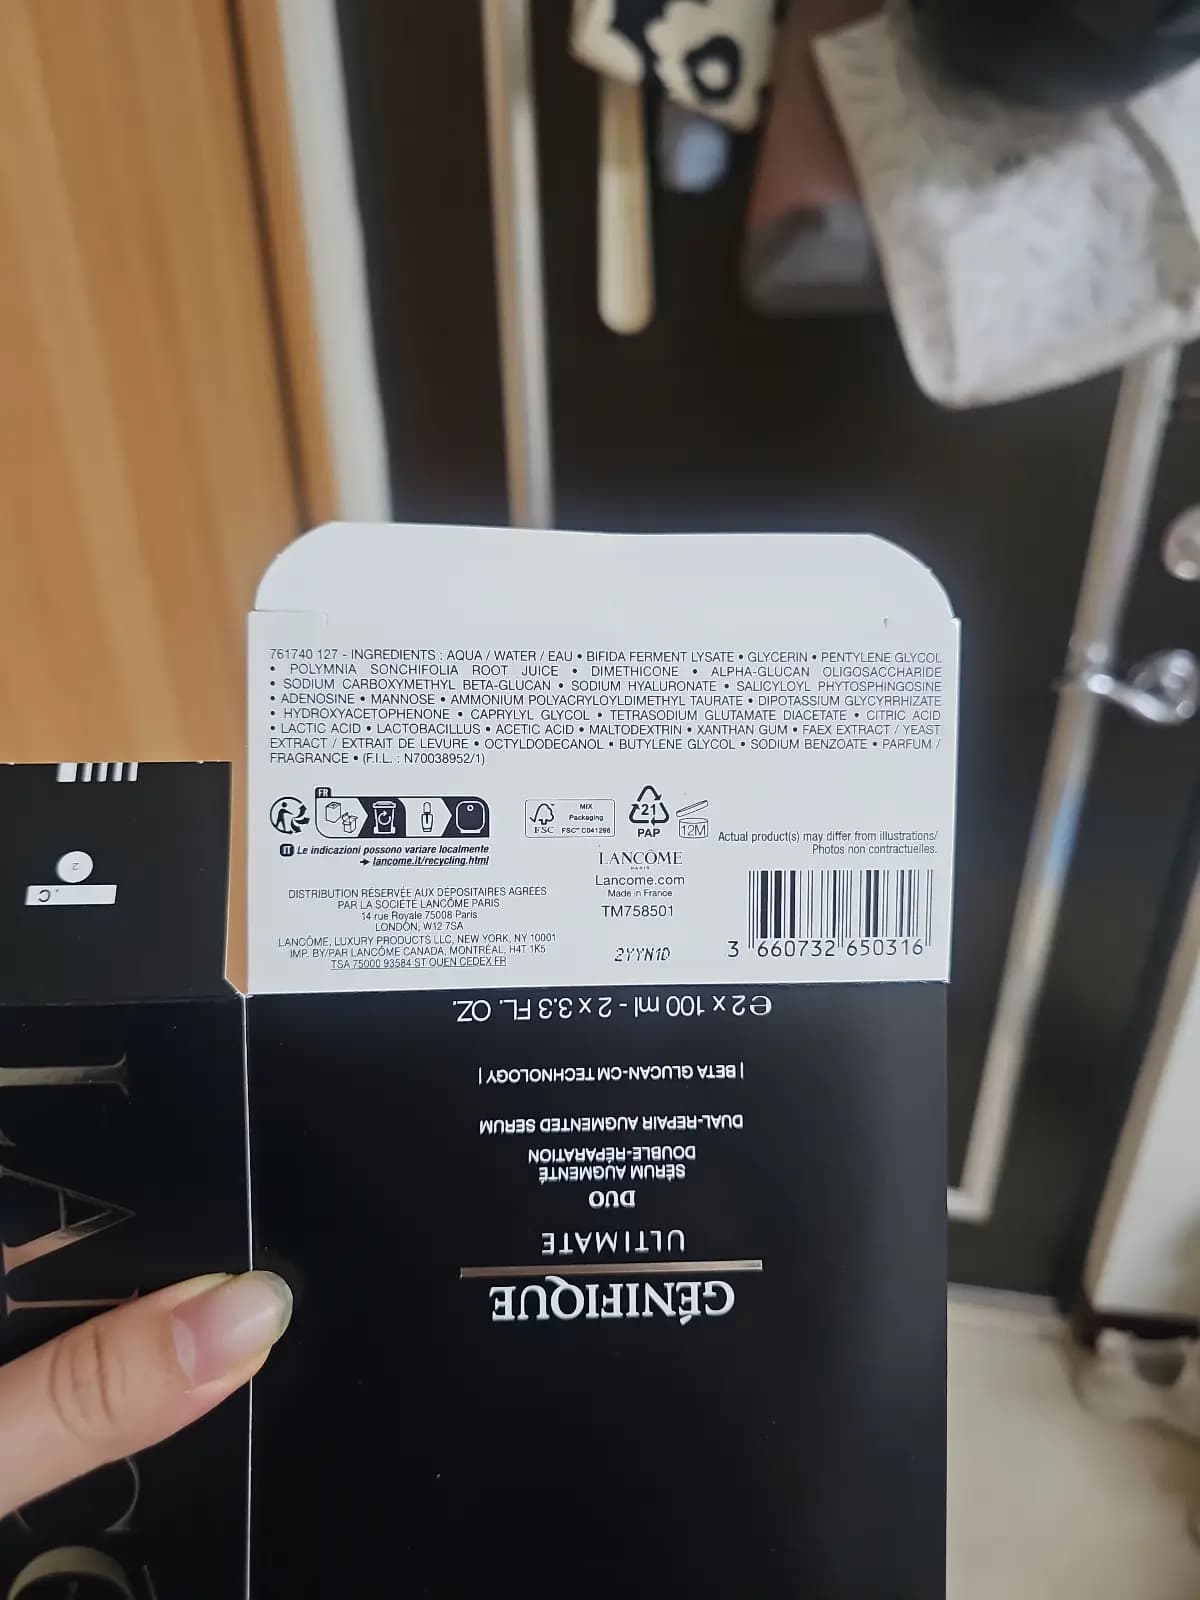 761740 127 - INGREDIENTS : AQUA / WATER / EAU • BIFIDA FERMENT LYSATE • GLYCERIN • PENTYLENE GLYCOL
• POLYMNIA SONCHIFOLIA ROOT JUICE • DIMETHICONE • ALPHA-GLUCAN OLIGOSACCHARIDE
• SODIUM CARBOXYMETHYL BETA-GLUCAN • SODIUM HYALURONATE • SALICYLOYL PHYTOSPHINGOSINE
• ADENOSINE • MANNOSE • AMMONIUM POLYACRYLOYLDIMETHYL TAURATE • DIPOTASSIUM GLYCYRRHIZATE
• HYDROXYACETOPHENONE • CAPRYLYL GLYCOL • TETRASODIUM GLUTAMATE DIACETATE • CITRIC ACID
• LACTIC ACID • LACTOBACILLUS • ACETIC ACID • MALTODEXTRIN • XANTHAN GUM • FAEX EXTRACT / YEAST
EXTRACT / EXTRAIT DE LEVURE • OCTYLDODECANOL • BUTYLENE GLYCOL • SODIUM BENZOATE • PARFUM /
FRAGRANCE • (F.I.L. : N70038952/1)
FR
IT Le indicazioni possono variare localmente
➔ lancome.it/recycling.html
FSC
MIX
Packaging
FSC™ C041286
21
PAP
12M
Actual product(s) may differ from illustrations/
Photos non contractuelles.
DISTRIBUTION RÉSERVÉE AUX DÉPOSITAIRES AGRÉÉS
PAR LA SOCIÉTÉ LANCÔME PARIS
14 rue Royale 75008 Paris
LONDON, W12 7SA
LANCÔME, LUXURY PRODUCTS LLC, NEW YORK, NY 10001
IMP. BY/PAR LANCÔME CANADA, MONTRÉAL, H4T 1K5
TSA 75000 93584 ST OUEN CEDEX FR
LANCÔME
PARIS
Lancome.com
Made in France
TM758501
2YYN1D
3 660732 650316
GÉNIFIQUE
ULTIMATE
DUO
SÉRUM AUGMENTÉ
DOUBLE-RÉPARATION
DUAL-REPAIR AUGMENTED SERUM
| BETA GLUCAN-CM TECHNOLOGY |
℮ 2 x 100 ml - 2 x 3.3 FL. OZ.
2